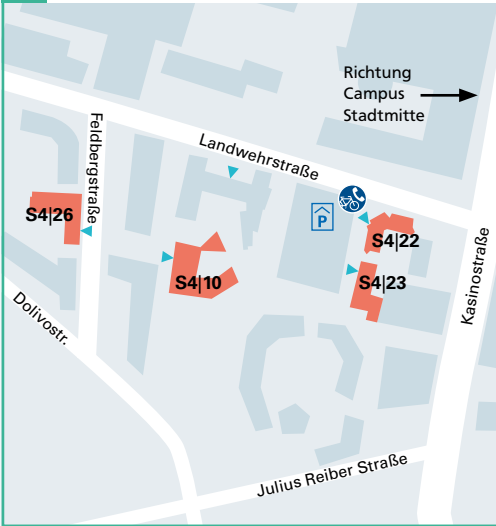 Richtung
Campus
Stadtmitte
Landwehrstraße
Feldbergstraße
S4|26
P
S4|22
S4|10
S4|23
Kasinostraße
Dolivostr.
Julius Reiber Straße